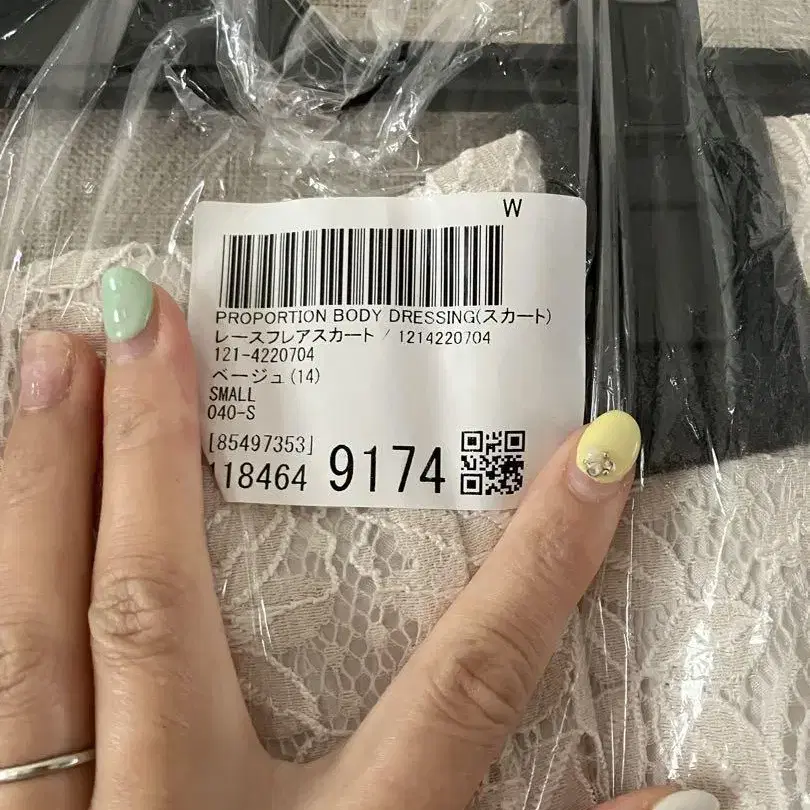 W
PROPORTION BODY DRESSING(スカート)
レースフレアスカート / 1214220704
121-4220704
ベージュ(14)
SMALL
040-S
[85497353]
118464 9174